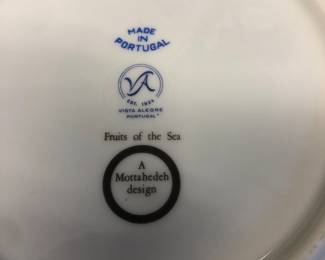 MADE
IN
PORTUGAL
VA
EST. 1824
VISTA ALEGRE
PORTUGAL®
Fruits of the Sea
A
Mottahedeh
design